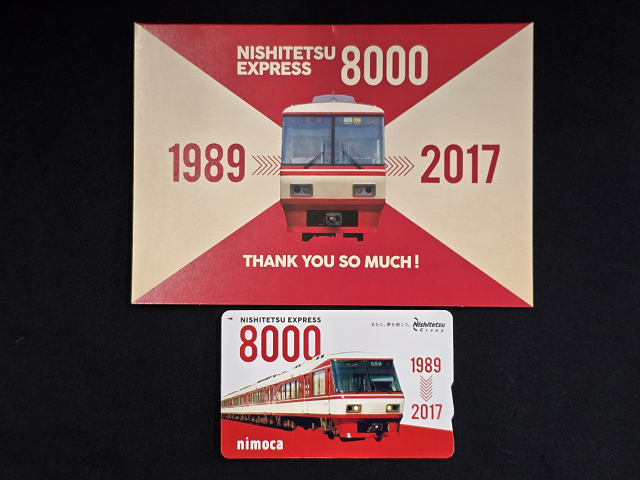 NISHITETSU
EXPRESS 8000
1989
2017
THANK YOU SO MUCH!
NISHITETSU EXPRESS
8000
まちに、夢を描こう。
Nishitetsu
Group
1989
2017
nimoca